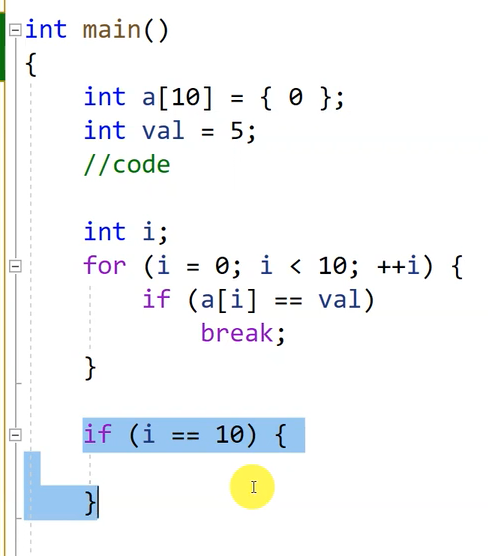 int main()
{
    int a[10] = { 0 };
    int val = 5;
    //code
    int i;
    for (i = 0; i < 10; ++i) {
        if (a[i] == val)
            break;
    }
    if (i == 10) {
    }